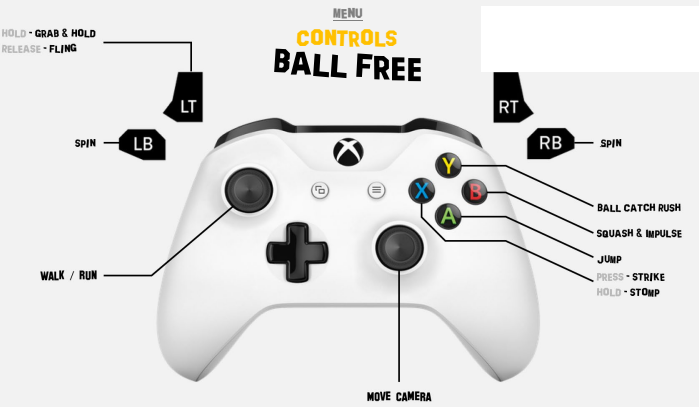 MENU
CONTROLS
BALL FREE
HOLD - GRAB & HOLD
RELEASE - FLING
LT
RT
SPIN
LB
RB
SPIN
Y
X
B
A
BALL CATCH RUSH
SQUASH & IMPULSE
JUMP
WALK / RUN
PRESS - STRIKE
HOLD - STOMP
MOVE CAMERA